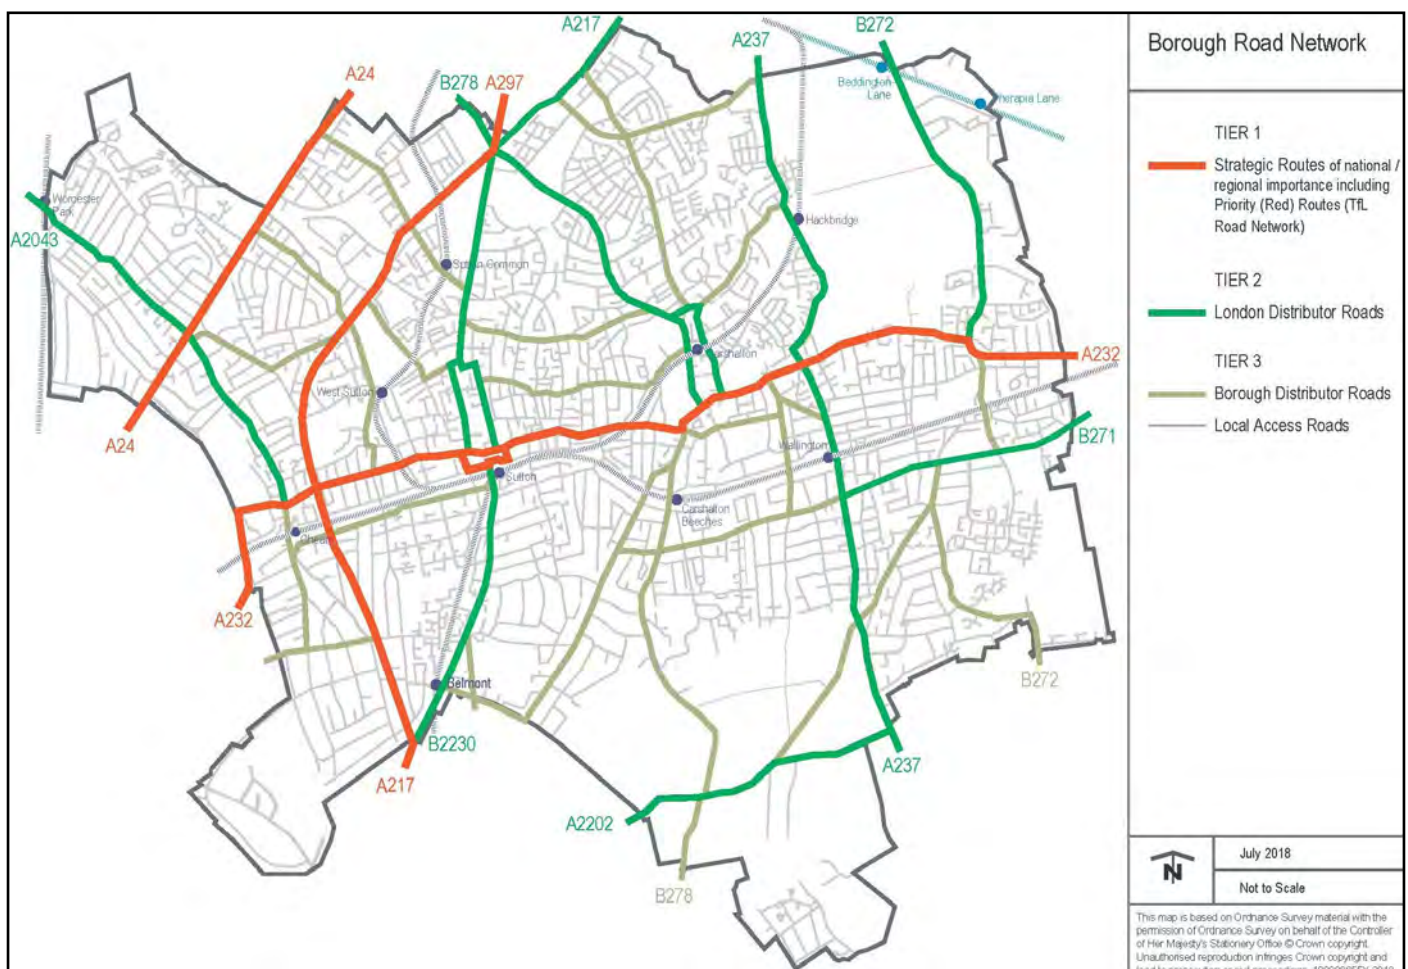 A217
B272
A237
A24
B278
A297
Beddington
Lane
Therapia Lane
Worcester
Park
A2043
Hackbridge
Sutton Common
Carshalton
A232
West Sutton
A24
B271
Wallington
Sutton
Carshalton
Beeches
Cheam
A232
B272
Belmont
B2230
A237
A217
A2202
B278
Borough Road Network
TIER 1
Strategic Routes of national /
regional importance including
Priority (Red) Routes (TfL
Road Network)
TIER 2
London Distributor Roads
TIER 3
Borough Distributor Roads
Local Access Roads
N
July 2018
Not to Scale
This map is based on Ordnance Survey material with the
permission of Ordnance Survey on behalf of the Controller
of Her Majesty's Stationery Office © Crown copyright.
Unauthorised reproduction infringes Crown copyright and